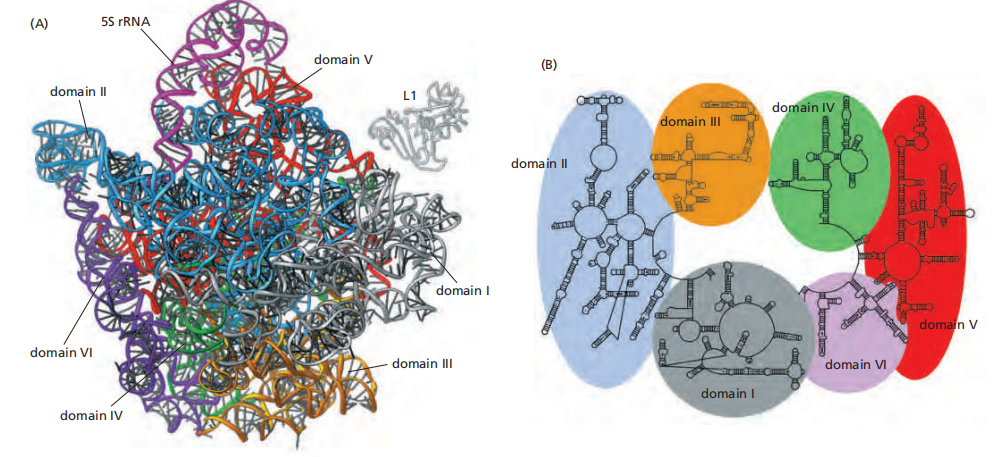 (A)
5S rRNA
domain V
domain II
L1
domain I
domain VI
domain III
domain IV
(B)
domain III
domain IV
domain II
domain V
domain VI
domain I